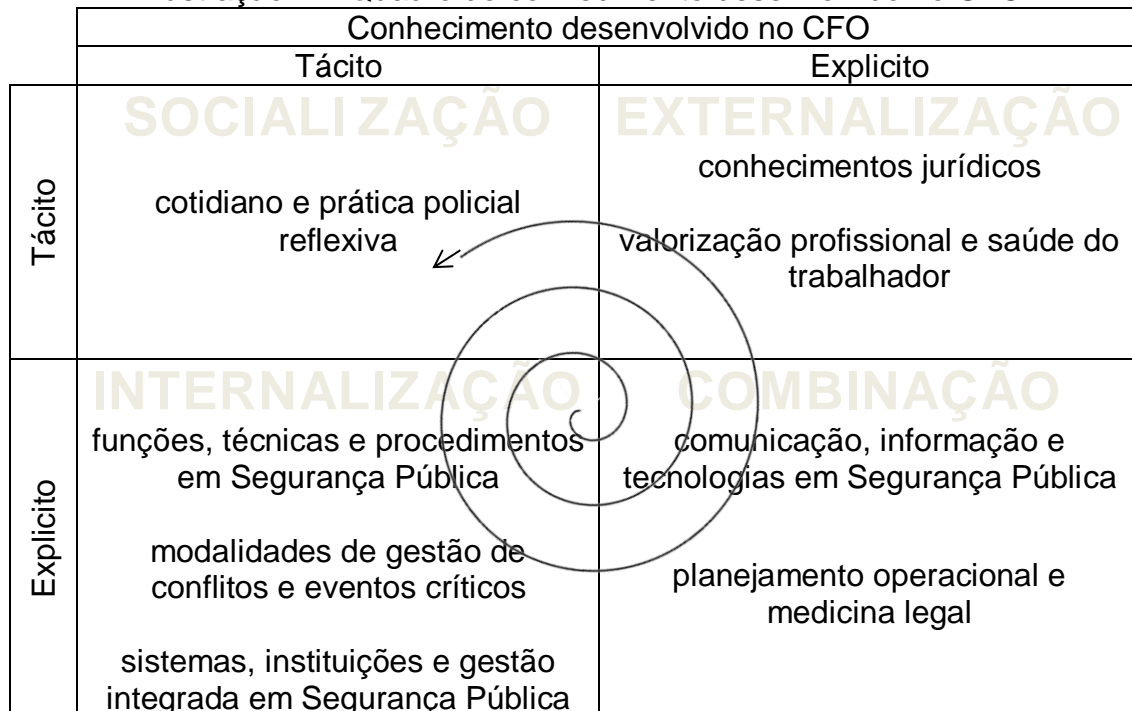 Conhecimento desenvolvido no CFO
Tácito
Explicito
Tácito
SOCIALIZAÇÃO
cotidiano e prática policial
reflexiva
EXTERNALIZAÇÃO
conhecimentos jurídicos
valorização profissional e saúde do
trabalhador
Explicito
INTERNALIZAÇÃO
funções, técnicas e procedimentos
em Segurança Pública
modalidades de gestão de
conflitos e eventos críticos
sistemas, instituições e gestão
integrada em Segurança Pública
COMBINAÇÃO
comunicação, informação e
tecnologias em Segurança Pública
planejamento operacional e
medicina legal